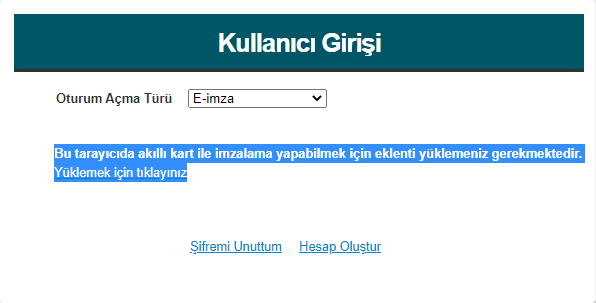 Kullanıcı Girişi
Oturum Açma Türü E-imza
Bu tarayıcıda akıllı kart ile imzalama yapabilmek için eklenti yüklemeniz gerekmektedir.
Yüklemek için tıklayınız
Şifremi Unuttum Hesap Oluştur